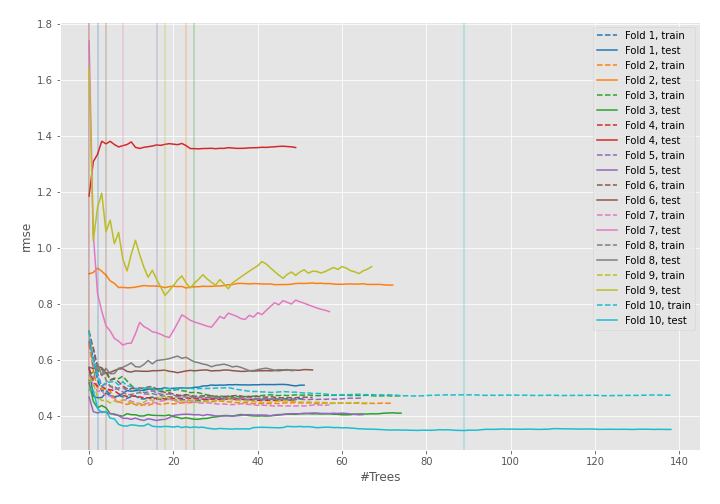 1.8
1.6
1.4
1.2
1.0
0.8
0.6
0.4
rmse
0
20
40
60
80
100
120
140
#Trees
Fold 1, train
Fold 1, test
Fold 2, train
Fold 2, test
Fold 3, train
Fold 3, test
Fold 4, train
Fold 4, test
Fold 5, train
Fold 5, test
Fold 6, train
Fold 6, test
Fold 7, train
Fold 7, test
Fold 8, train
Fold 8, test
Fold 9, train
Fold 9, test
Fold 10, train
Fold 10, test